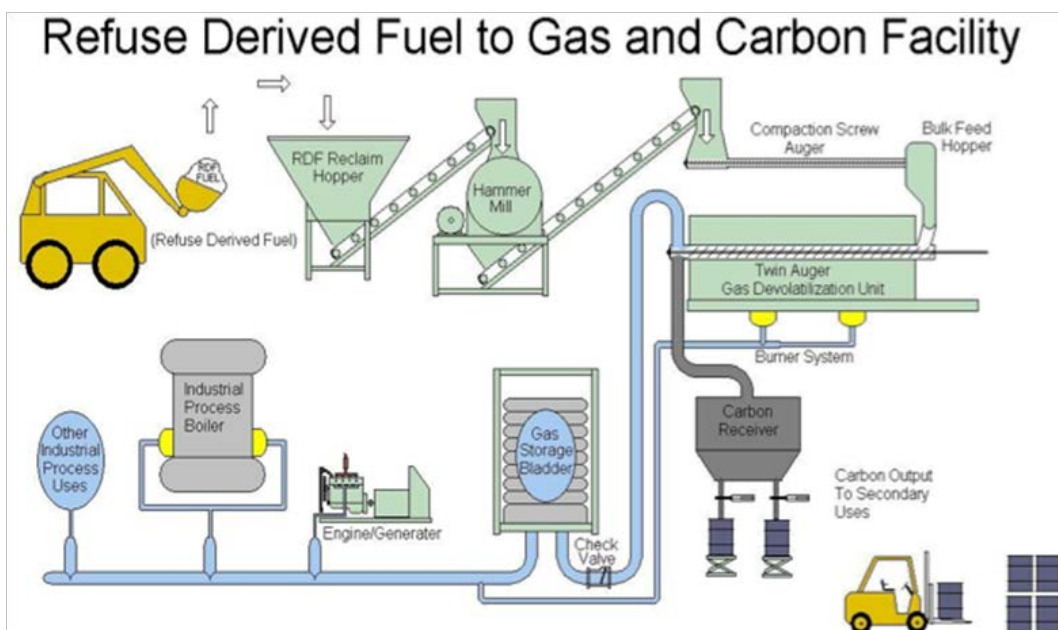 Refuse Derived Fuel to Gas and Carbon Facility
RDF
FUEL
(Refuse Derived Fuel)
RDF Reclaim
Hopper
Hammer
Mill
Compaction Screw
Auger
Bulk Feed
Hopper
Twin Auger
Gas Devolatilization Unit
Burner System
Other
Industrial
Process
Uses
Industrial
Process
Boiler
Engine/Generater
Gas
Storage
Bladder
Check
Valve
Carbon
Receiver
Carbon Output
To Secondary
Uses